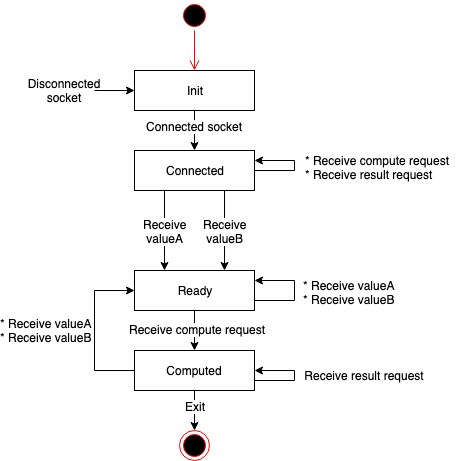 Init
Disconnected
socket
Connected socket
Connected
* Receive compute request
* Receive result request
Receive
valueA
Receive
valueB
Ready
* Receive valueA
* Receive valueB
* Receive valueA
* Receive valueB
Receive compute request
Computed
Receive result request
Exit